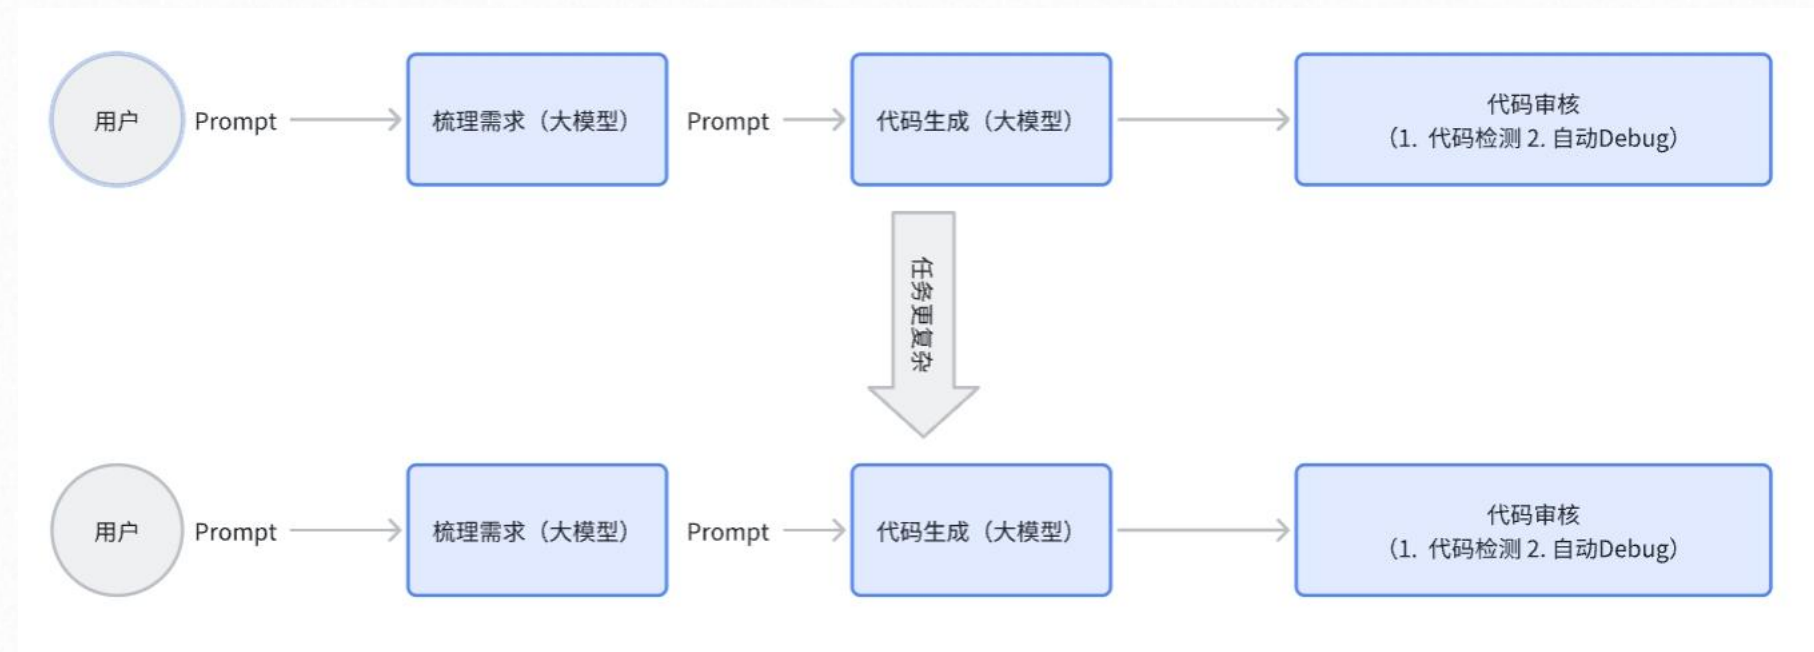 用户
Prompt
梳理需求（大模型）
Prompt
代码生成（大模型）
代码审核
（1. 代码检测 2. 自动Debug）
任务更复杂
用户
Prompt
梳理需求（大模型）
Prompt
代码生成（大模型）
代码审核
（1. 代码检测 2. 自动Debug）